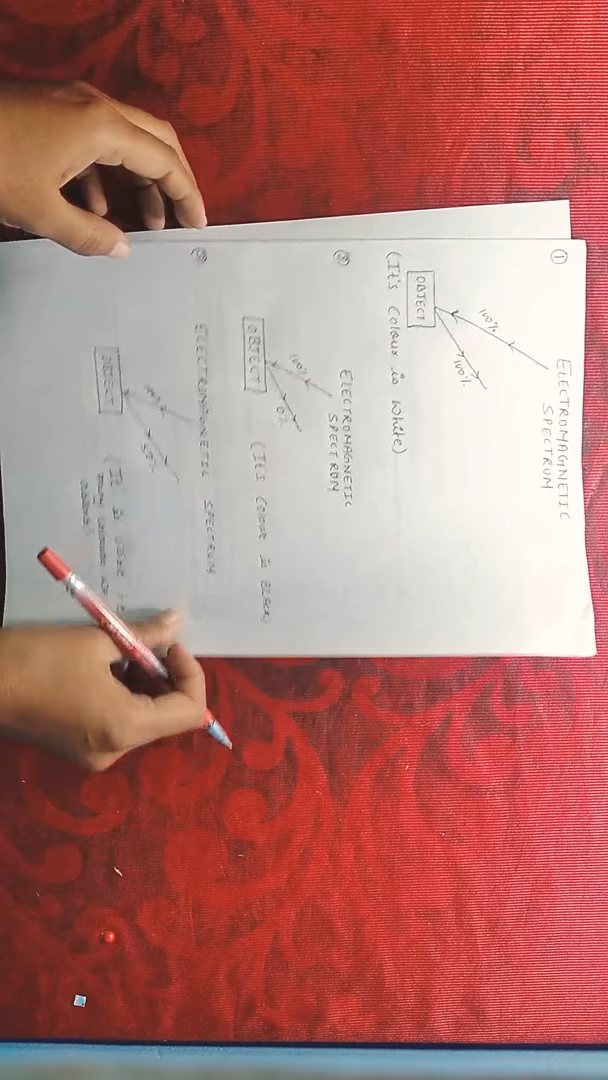 ①
ELECTROMAGNETIC
SPECTRUM
100%
100%
OBJECT
(It's Colour is White)
②
ELECTROMAGNETIC
SPECTRUM
100%
0%
OBJECT
(It's Colour is BLACK)
③
ELECTROMAGNETIC SPECTRUM
100%
OBJECT
(It is